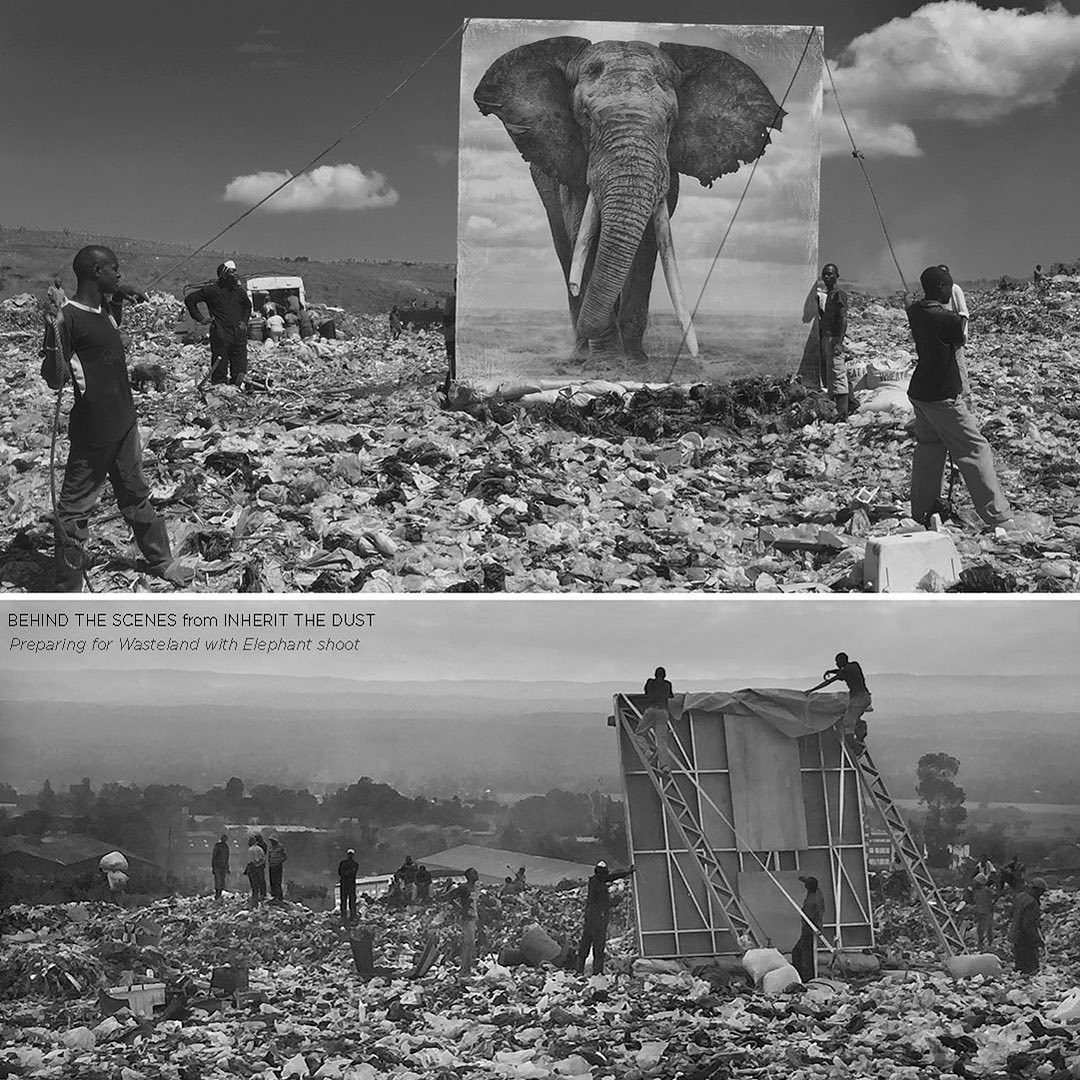 BEHIND THE SCENES from INHERIT THE DUST
Preparing for Wasteland with Elephant shoot